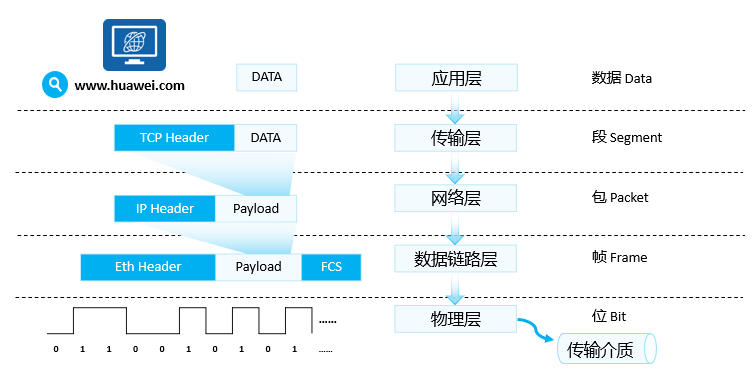 www.huawei.com
DATA
应用层
数据 Data
TCP Header
DATA
传输层
段 Segment
IP Header
Payload
网络层
包 Packet
Eth Header
Payload
FCS
数据链路层
帧 Frame
......
物理层
位 Bit
0 1 1 0 0 1 0 1 0 1 ......
传输介质